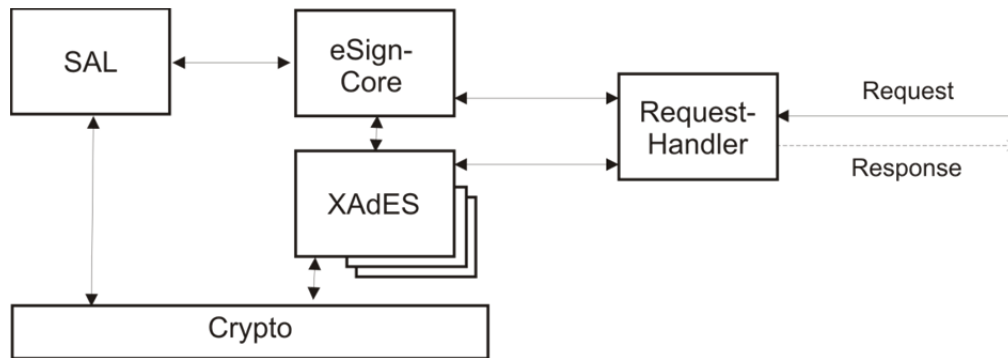 SAL
eSign-
Core
Request-
Handler
Request
Response
XAdES
Crypto